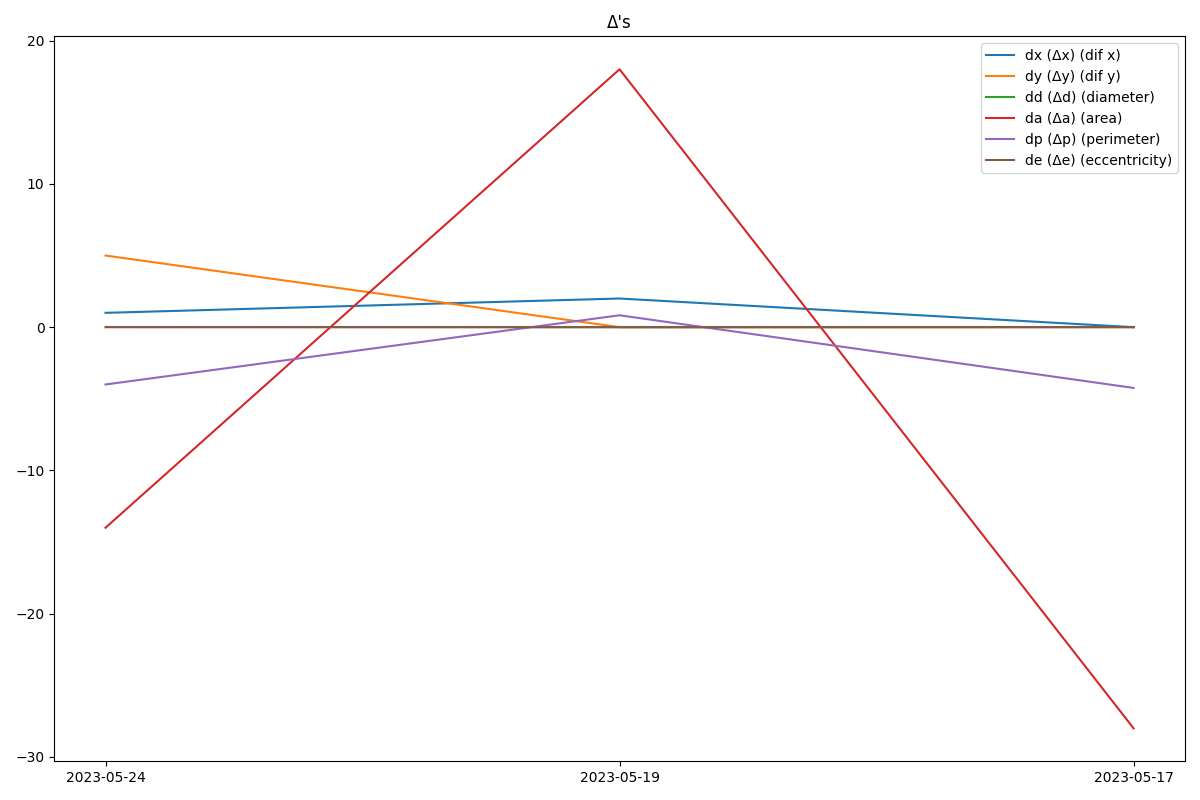 Δ's
20
10
0
−10
−20
−30
2023-05-24
2023-05-19
2023-05-17
dx (Δx) (dif x)
dy (Δy) (dif y)
dd (Δd) (diameter)
da (Δa) (area)
dp (Δp) (perimeter)
de (Δe) (eccentricity)